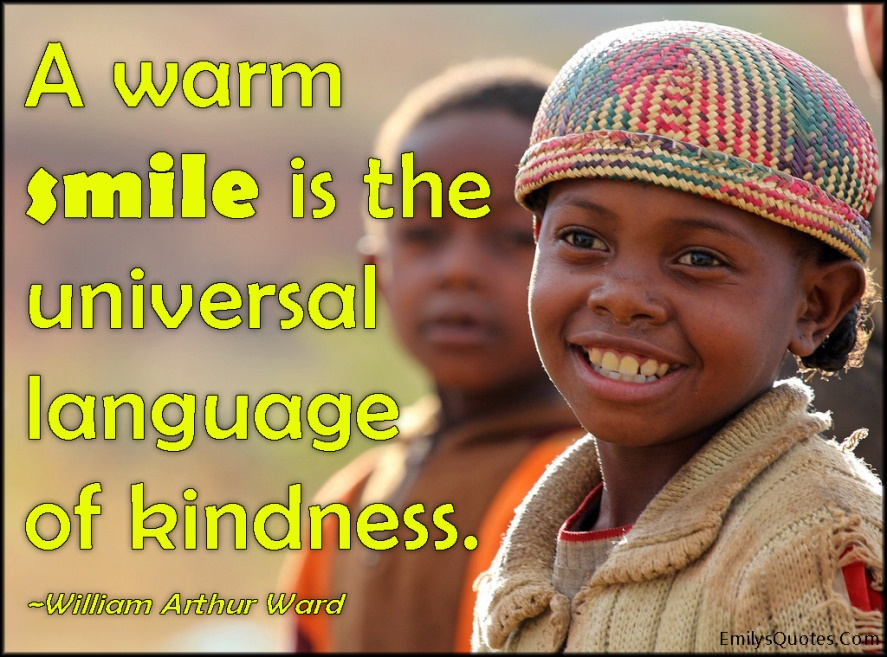 A warm
smile is the
universal
language
of kindness.
~William Arthur Ward
EmilysQuotes.Com